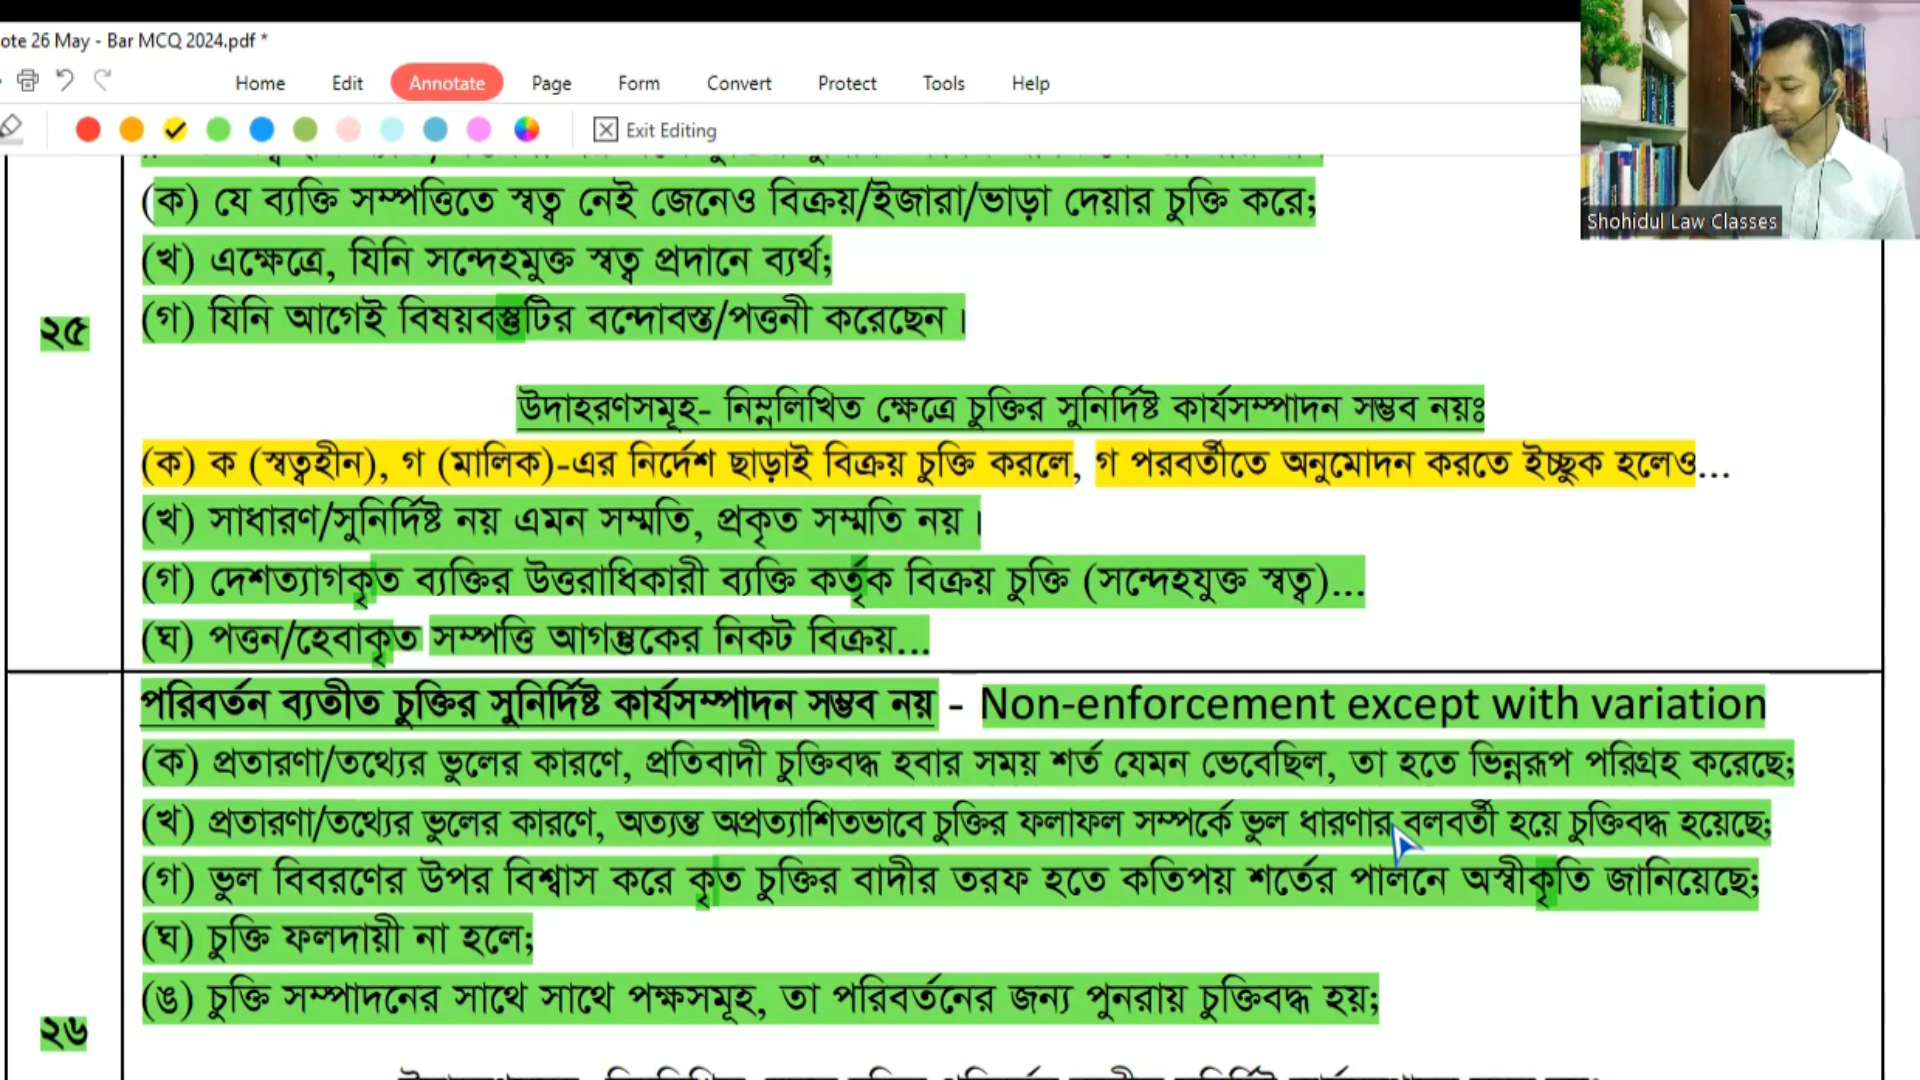 ote 26 May - Bar MCQ 2024.pdf *
Home Edit Annotate Page Form Convert Protect Tools Help
Exit Editing
Shohidul Law Classes
(ক) যে ব্যক্তি সম্পত্তিতে স্বত্ব নেই জেনেও বিক্রয়/ইজারা/ভাড়া দেয়ার চুক্তি করে;
(খ) এক্ষেত্রে, যিনি সন্দেহমুক্ত স্বত্ব প্রদানে ব্যর্থ;
(গ) যিনি আগেই বিষয়বস্তুটির বন্দোবস্ত/পত্তনী করেছেন।
২৫
উদাহরণসমূহ- নিম্নলিখিত ক্ষেত্রে চুক্তির সুনির্দিষ্ট কার্যসম্পাদন সম্ভব নয়ঃ
(ক) ক (স্বত্বহীন), গ (মালিক)-এর নির্দেশ ছাড়াই বিক্রয় চুক্তি করলে, গ পরবর্তীতে অনুমোদন করতে ইচ্ছুক হলেও...
(খ) সাধারণ/সুনির্দিষ্ট নয় এমন সম্মতি, প্রকৃত সম্মতি নয়।
(গ) দেশত্যাগকৃত ব্যক্তির উত্তরাধিকারী ব্যক্তি কর্তৃক বিক্রয় চুক্তি (সন্দেহযুক্ত স্বত্ব)...
(ঘ) পত্তন/হেবাকৃত সম্পত্তি আগন্তুকের নিকট বিক্রয়...
পরিবর্তন ব্যতীত চুক্তির সুনির্দিষ্ট কার্যসম্পাদন সম্ভব নয় - Non-enforcement except with variation
(ক) প্রতারণা/তথ্যের ভুলের কারণে, প্রতিবাদী চুক্তিবদ্ধ হবার সময় শর্ত যেমন ভেবেছিল, তা হতে ভিন্নরূপ পরিগ্রহ করেছে;
(খ) প্রতারণা/তথ্যের ভুলের কারণে, অত্যন্ত অপ্রত্যাশিতভাবে চুক্তির ফলাফল সম্পর্কে ভুল ধারণার বলবর্তী হয়ে চুক্তিবদ্ধ হয়েছে;
(গ) ভুল বিবরণের উপর বিশ্বাস করে কৃত চুক্তির বাদীর তরফ হতে কতিপয় শর্তের পালনে অস্বীকৃতি জানিয়েছে;
(ঘ) চুক্তি ফলদায়ী না হলে;
(ঙ) চুক্তি সম্পাদনের সাথে সাথে পক্ষসমূহ, তা পরিবর্তনের জন্য পুনরায় চুক্তিবদ্ধ হয়;
২৬